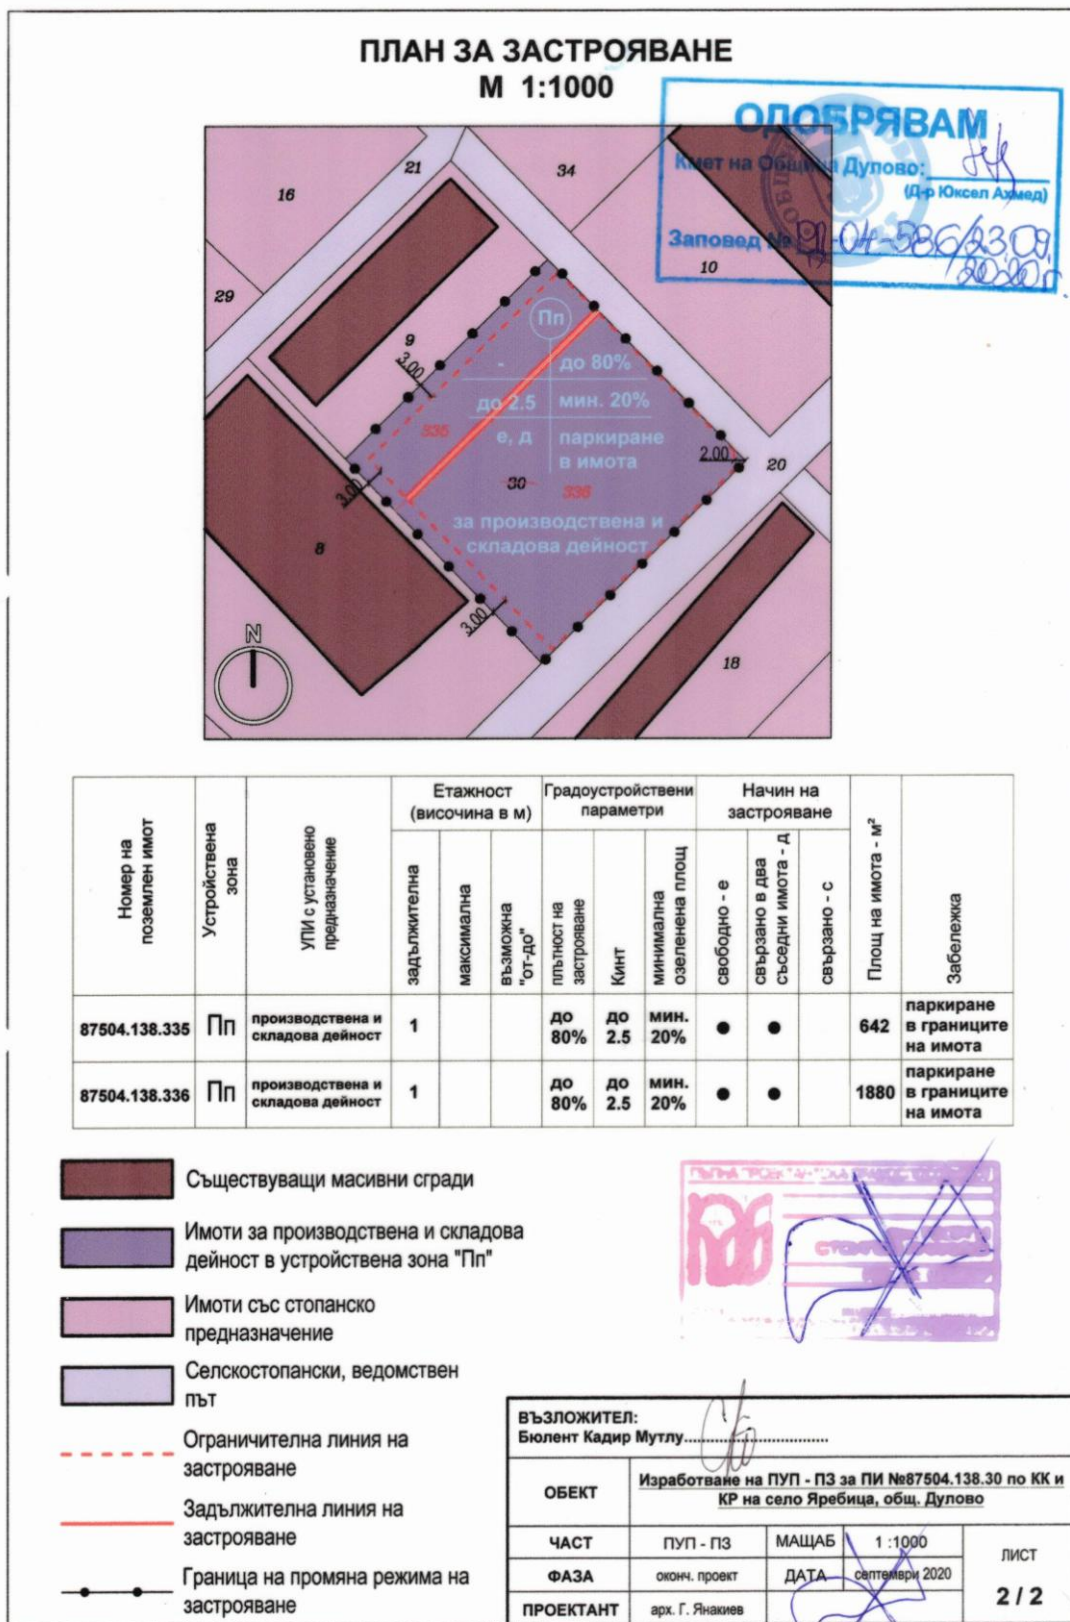 ПЛАН ЗА ЗАСТРОЯВАНЕ
М 1:1000
ОДОБРЯВАМ
Кмет на Община Дулово:
(Д-р Юксел Ахмед)
Заповед № РД-04-586/23.09.
2020 г.
16
21
34
10
29
9
3.00
Пп
-
до 80%
до 2.5
мин. 20%
335
е, д
паркиране
в имота
2.00
20
3.00
30
336
за производствена и
складова дейност
8
3.00
18
N
Номер на поземлен имот
Устройствена зона
УПИ с установено предназначение
Етажност (височина в м)
задължителна
максимална
възможна "от-до"
Градоустройствени параметри
плътност на застрояване
Кинт
минимална озеленена площ
Начин на застрояване
свободно - е
свързано в два съседни имота - д
свързано - с
Площ на имота - м²
Забележка
87504.138.335 Пп производствена и складова дейност 1 до 80% до 2.5 мин. 20% ● ● 642 паркиране в границите на имота
87504.138.336 Пп производствена и складова дейност 1 до 80% до 2.5 мин. 20% ● ● 1880 паркиране в границите на имота
Съществуващи масивни сгради
Имоти за производствена и складова
дейност в устройствена зона "Пп"
Имоти със стопанско
предназначение
Селскостопански, ведомствен
път
Ограничителна линия на
застрояване
Задължителна линия на
застрояване
Граница на промяна режима на
застрояване
ВЪЗЛОЖИТЕЛ:
Бюлент Кадир Мутлу
ОБЕКТ
Изработване на ПУП - ПЗ за ПИ №87504.138.30 по КК и
КР на село Яребица, общ. Дулово
ЧАСТ ПУП - ПЗ МАЩАБ 1 :1000
ФАЗА оконч. проект ДАТА септември 2020
ПРОЕКТАНТ арх. Г. Янакиев
ЛИСТ
2 / 2